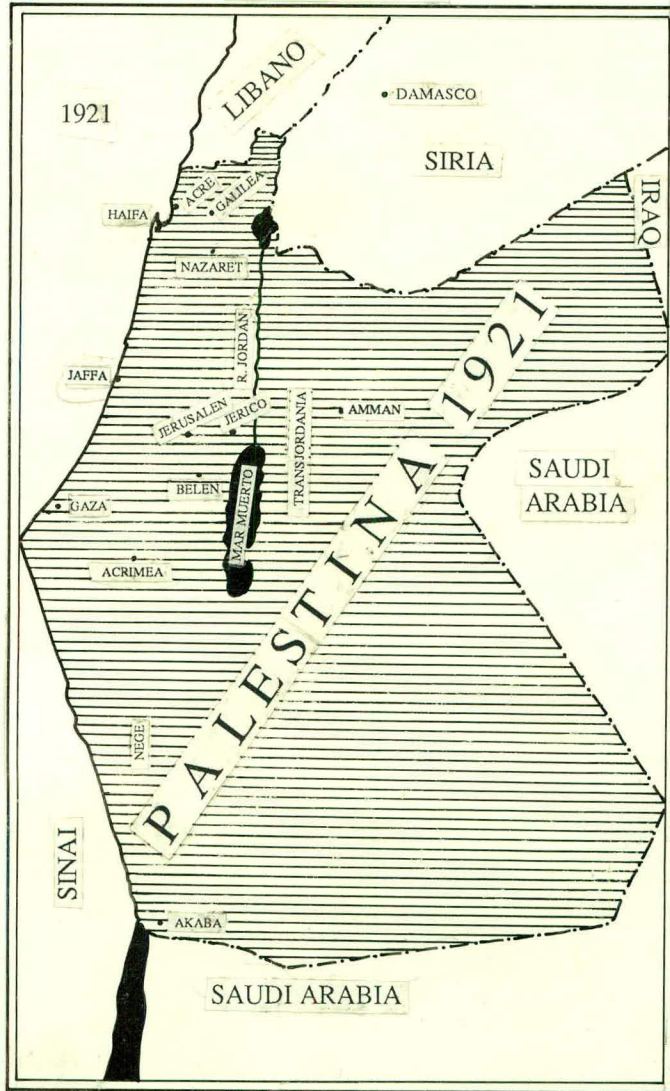 1921
LIBANO
DAMASCO
SIRIA
IRAQ
ACRE
GALILEA
HAIFA
NAZARET
R. JORDAN
JAFFA
JERUSALEN
JERICO
TRANSJORDANIA
AMMAN
PALESTINA 1921
SAUDI
ARABIA
BELEN
MAR MUERTO
GAZA
ACRIMEA
NEGE
SINAI
AKABA
SAUDI ARABIA